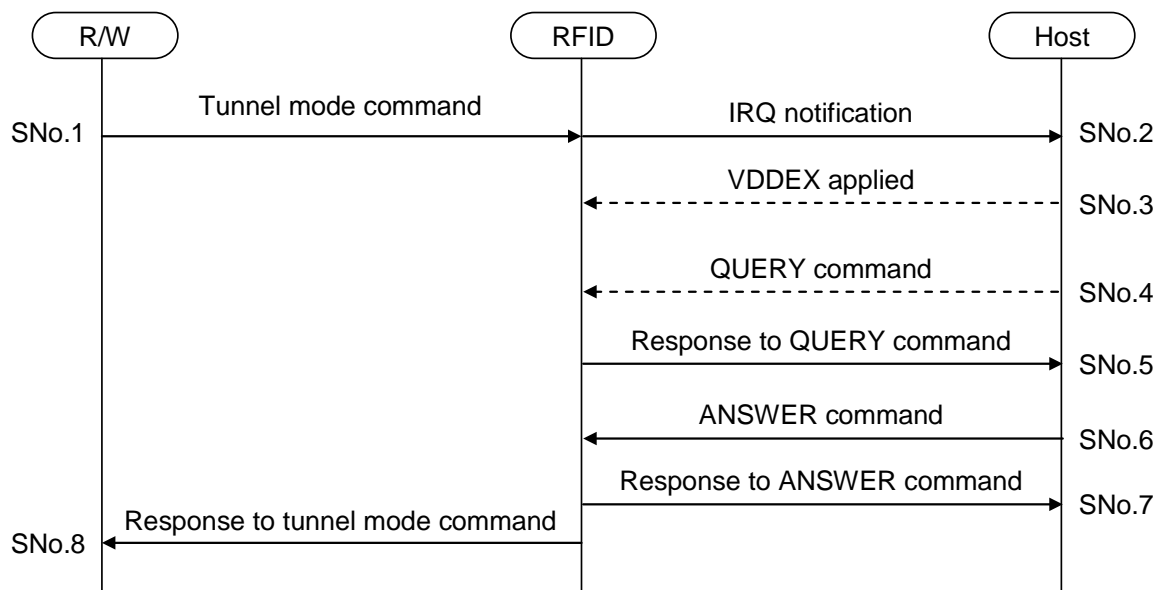 R/W
RFID
Host
Tunnel mode command
IRQ notification
SNo.1
SNo.2
VDDEX applied
SNo.3
QUERY command
SNo.4
Response to QUERY command
SNo.5
ANSWER command
SNo.6
Response to ANSWER command
SNo.7
Response to tunnel mode command
SNo.8